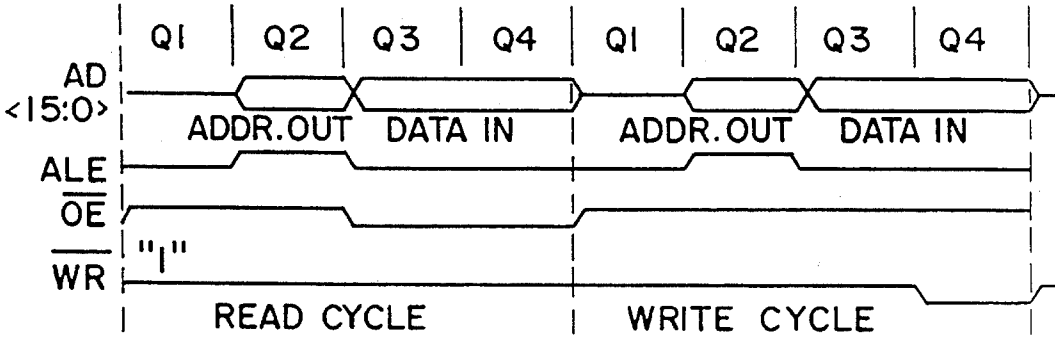 Q1 Q2 Q3 Q4 Q1 Q2 Q3 Q4
AD
<15:0>
ADDR.OUT DATA IN ADDR.OUT DATA IN
ALE
OE
"1"
WR
READ CYCLE WRITE CYCLE